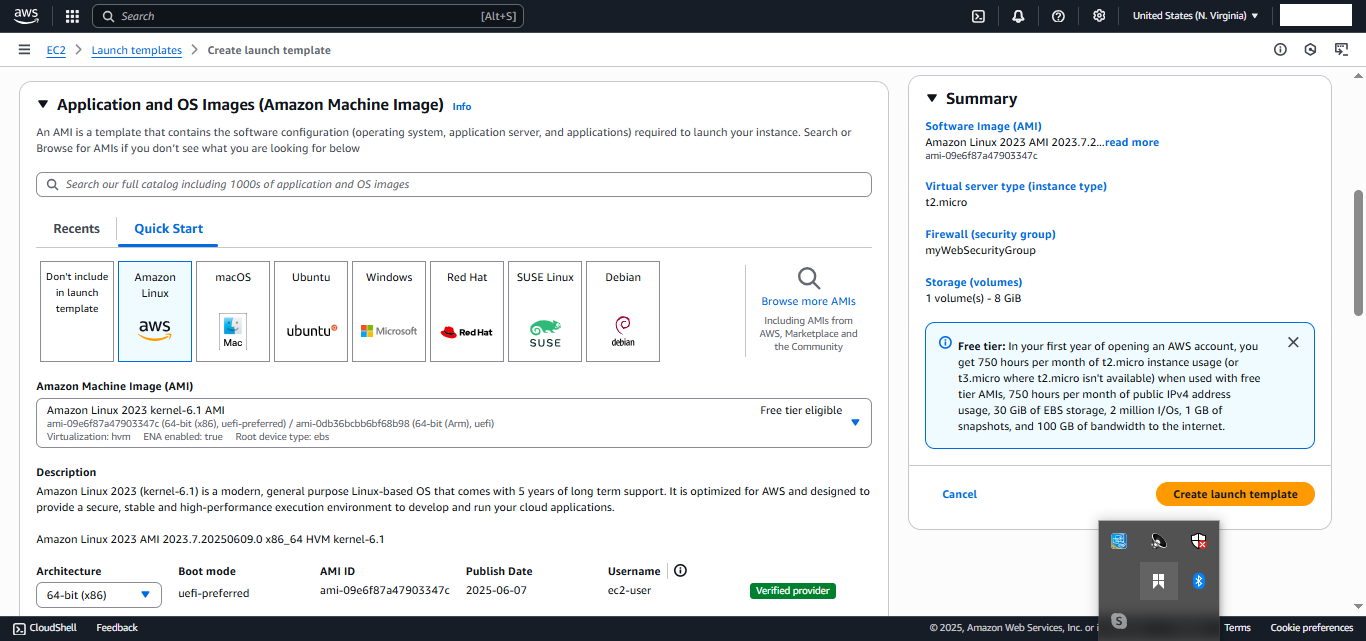 aws
Search [Alt+S]
United States (N. Virginia)
EC2 Launch templates Create launch template
Application and OS Images (Amazon Machine Image) Info
An AMI is a template that contains the software configuration (operating system, application server, and applications) required to launch your instance. Search or
Browse for AMIs if you don't see what you are looking for below
Search our full catalog including 1000s of application and OS images
Recents Quick Start
Don't include
in launch
template
Amazon
Linux
aws
macOS
Mac
Ubuntu
ubuntu
Windows
Microsoft
Red Hat
Red Hat
SUSE Linux
SUSE
Debian
debian
Browse more AMIs
Including AMIs from
AWS, Marketplace and
the Community
Amazon Machine Image (AMI)
Amazon Linux 2023 kernel-6.1 AMI Free tier eligible
ami-09e6f87a47903347c (64-bit (x86), uefi-preferred) / ami-0db36bcbb6bf68b98 (64-bit (Arm), uefi)
Virtualization: hvm ENA enabled: true Root device type: ebs
Description
Amazon Linux 2023 (kernel-6.1) is a modern, general purpose Linux-based OS that comes with 5 years of long term support. It is optimized for AWS and designed to
provide a secure, stable and high-performance execution environment to develop and run your cloud applications.
Amazon Linux 2023 AMI 2023.7.20250609.0 x86_64 HVM kernel-6.1
Architecture Boot mode AMI ID Publish Date Username
64-bit (x86) uefi-preferred ami-09e6f87a47903347c 2025-06-07 ec2-user Verified provider
Summary
Software Image (AMI)
Amazon Linux 2023 AMI 2023.7.2...read more
ami-09e6f87a47903347c
Virtual server type (instance type)
t2.micro
Firewall (security group)
myWebSecurityGroup
Storage (volumes)
1 volume(s) - 8 GiB
Free tier: In your first year of opening an AWS account, you
get 750 hours per month of t2.micro instance usage (or
t3.micro where t2.micro isn't available) when used with free
tier AMIs, 750 hours per month of public IPv4 address
usage, 30 GiB of EBS storage, 2 million I/Os, 1 GB of
snapshots, and 100 GB of bandwidth to the internet.
Cancel Create launch template
CloudShell Feedback © 2025, Amazon Web Services, Inc. or Terms Cookie preferences